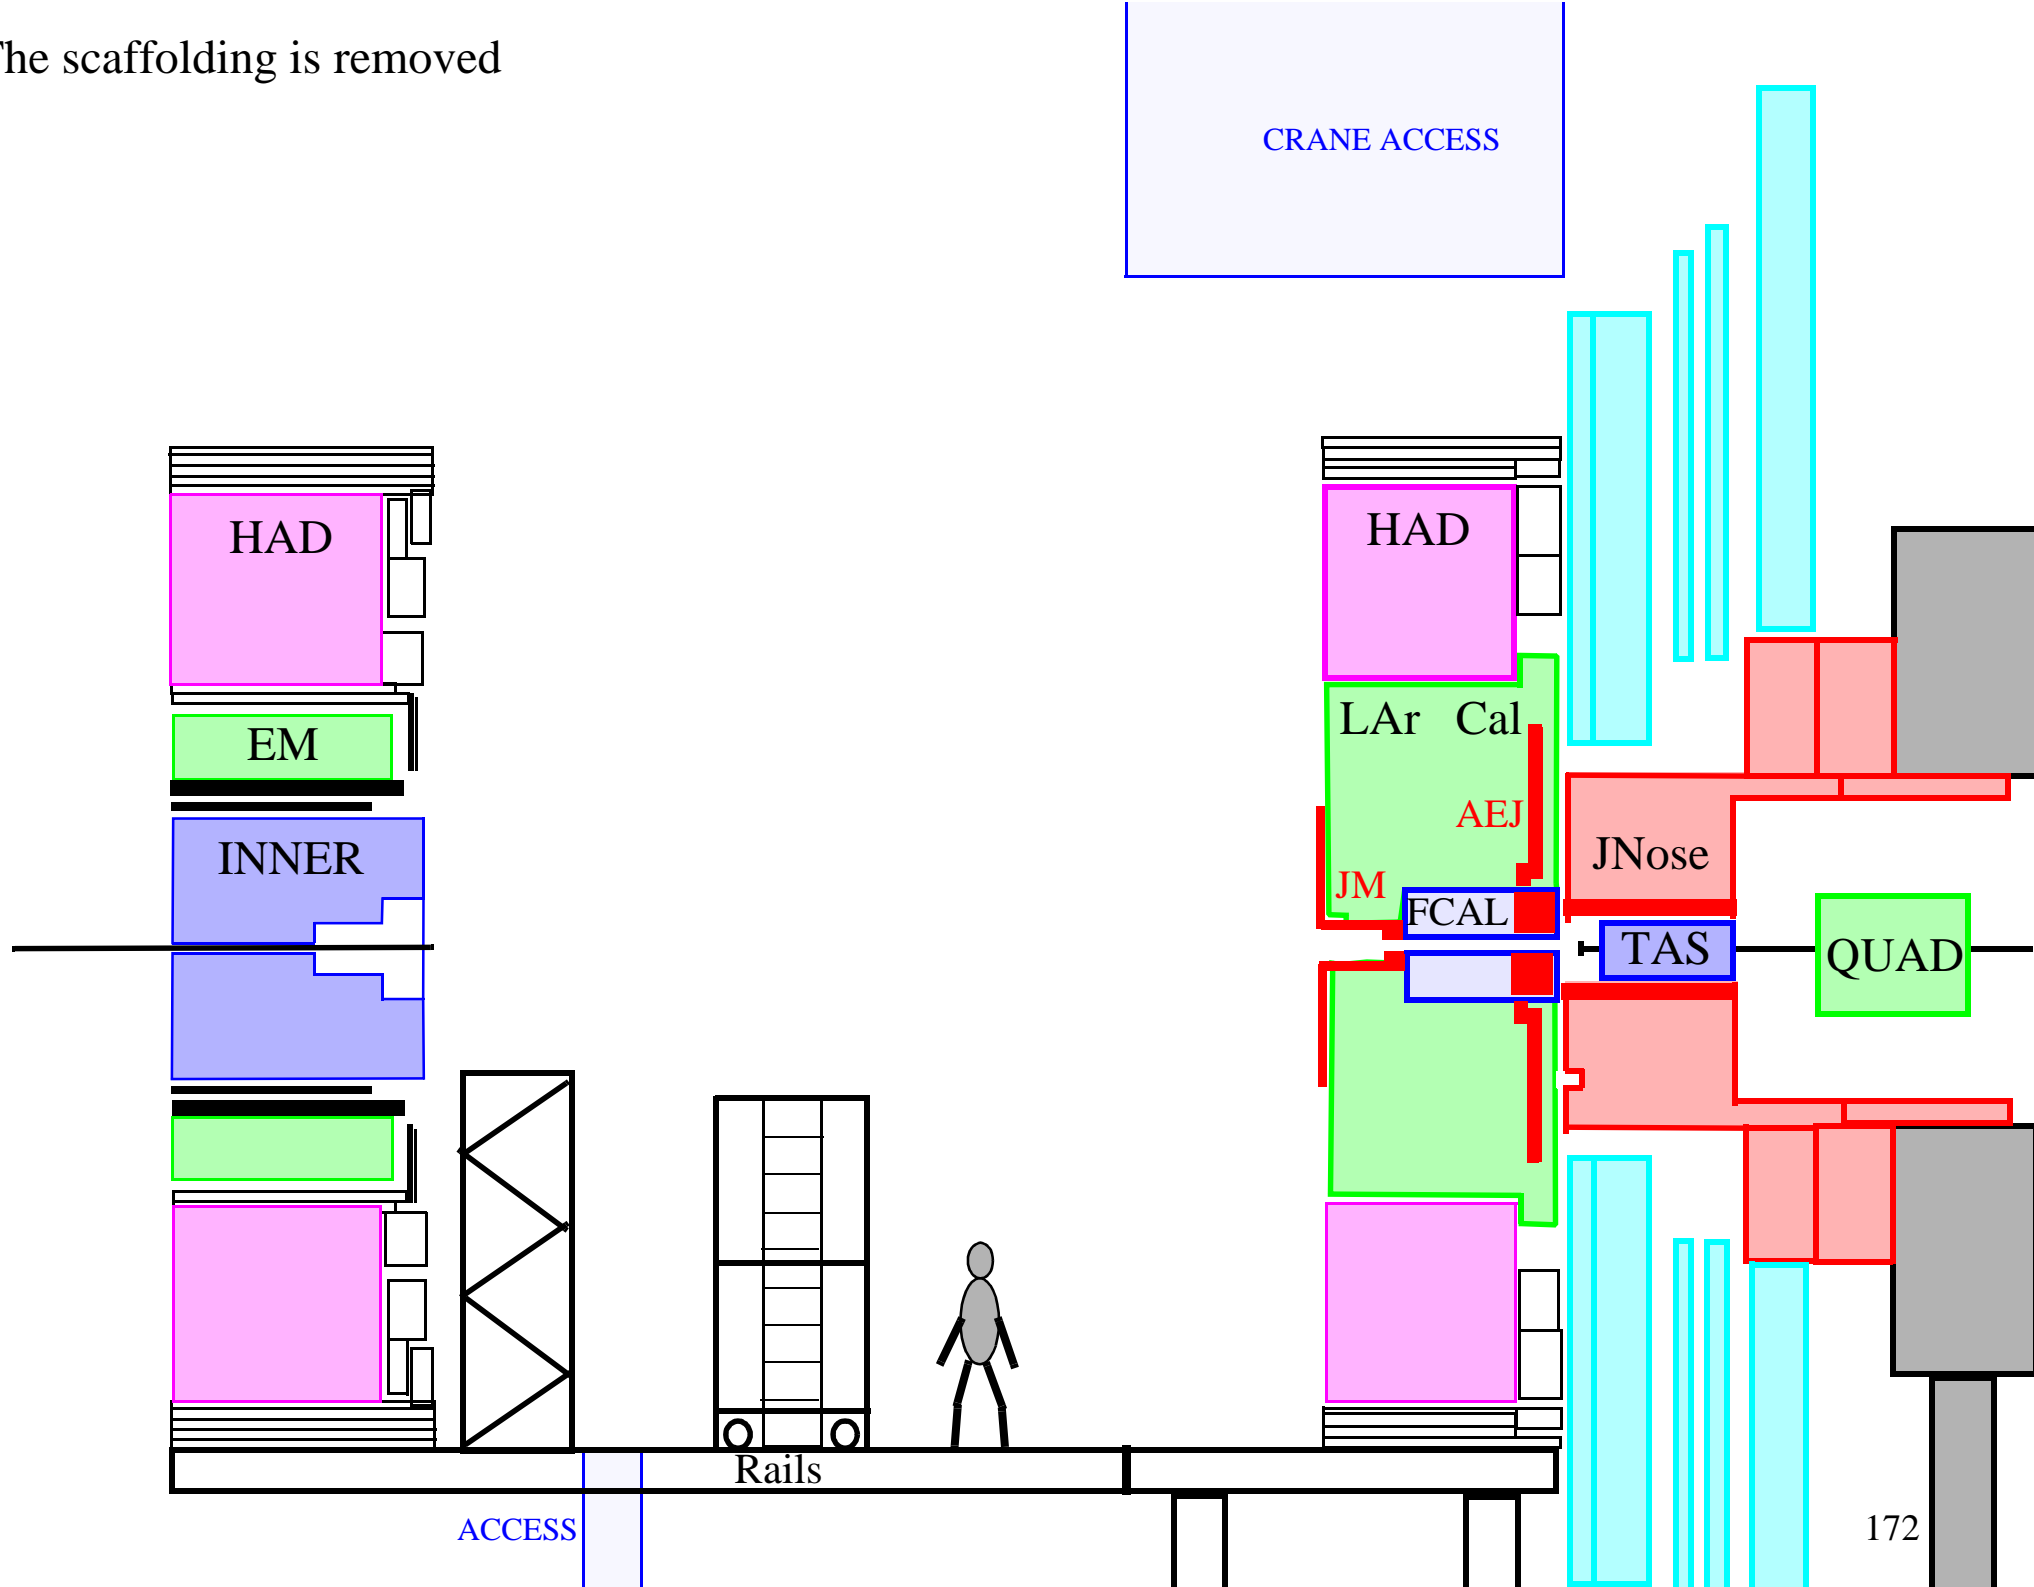 The scaffolding is removed
CRANE ACCESS
HAD
HAD
LAr Cal
EM
AEJ
INNER
JNose
JM
FCAL
TAS
QUAD
Rails
ACCESS
172